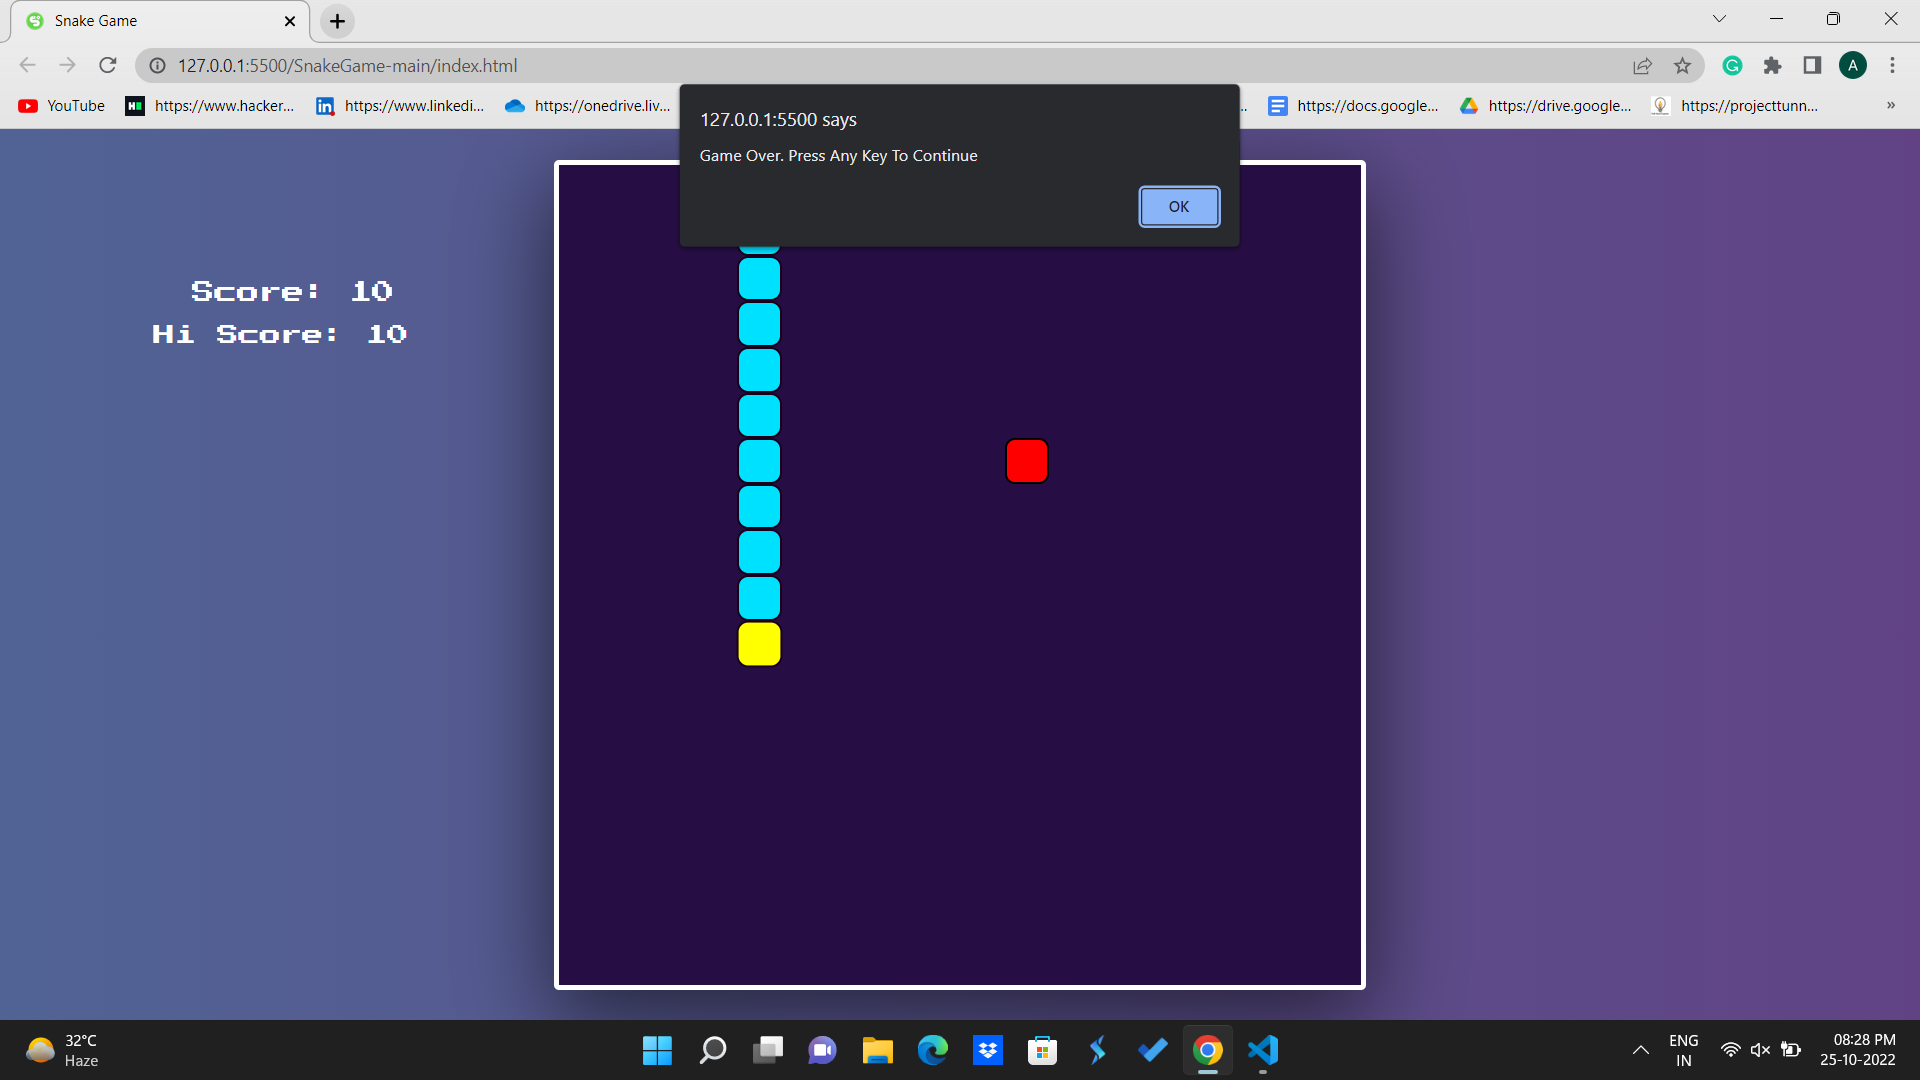 Snake Game
127.0.0.1:5500/SnakeGame-main/index.html
A
YouTube
https://www.hacker...
https://www.linkedi...
https://onedrive.liv...
https://docs.google...
https://drive.google...
https://projecttunn...
»
127.0.0.1:5500 says
Game Over. Press Any Key To Continue
OK
Score: 10
Hi Score: 10
32°C
Haze
ENG
IN
08:28 PM
25-10-2022